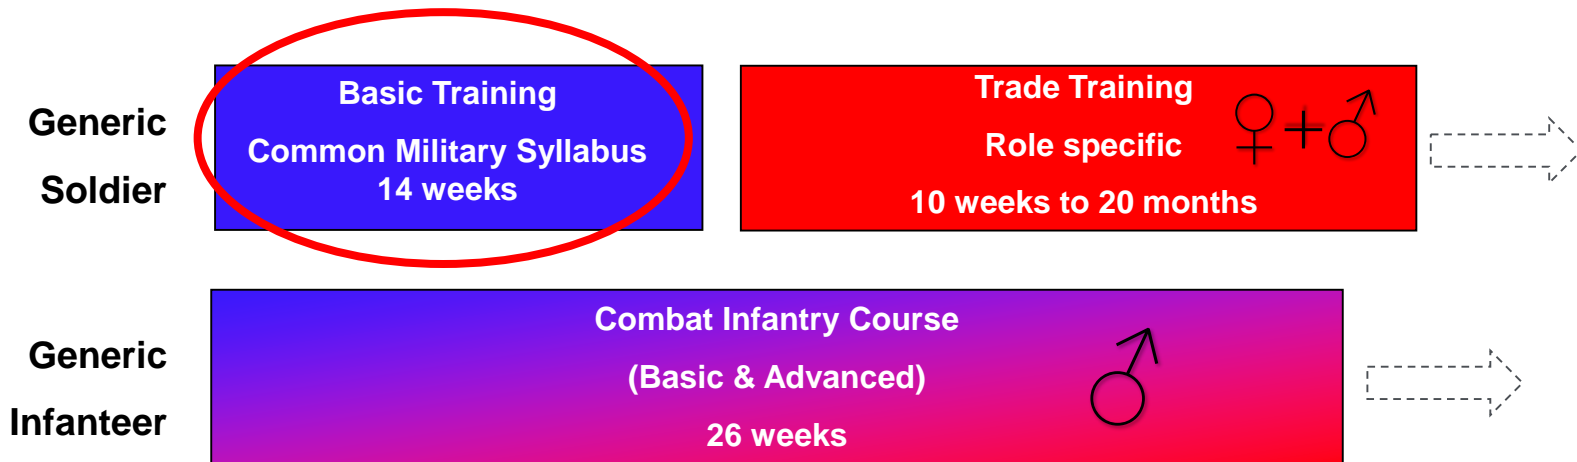 Generic
Soldier
Basic Training
Common Military Syllabus
14 weeks
Trade Training
Role specific
♀+♂
10 weeks to 20 months
Generic
Infanteer
Combat Infantry Course
(Basic & Advanced)
♂
26 weeks